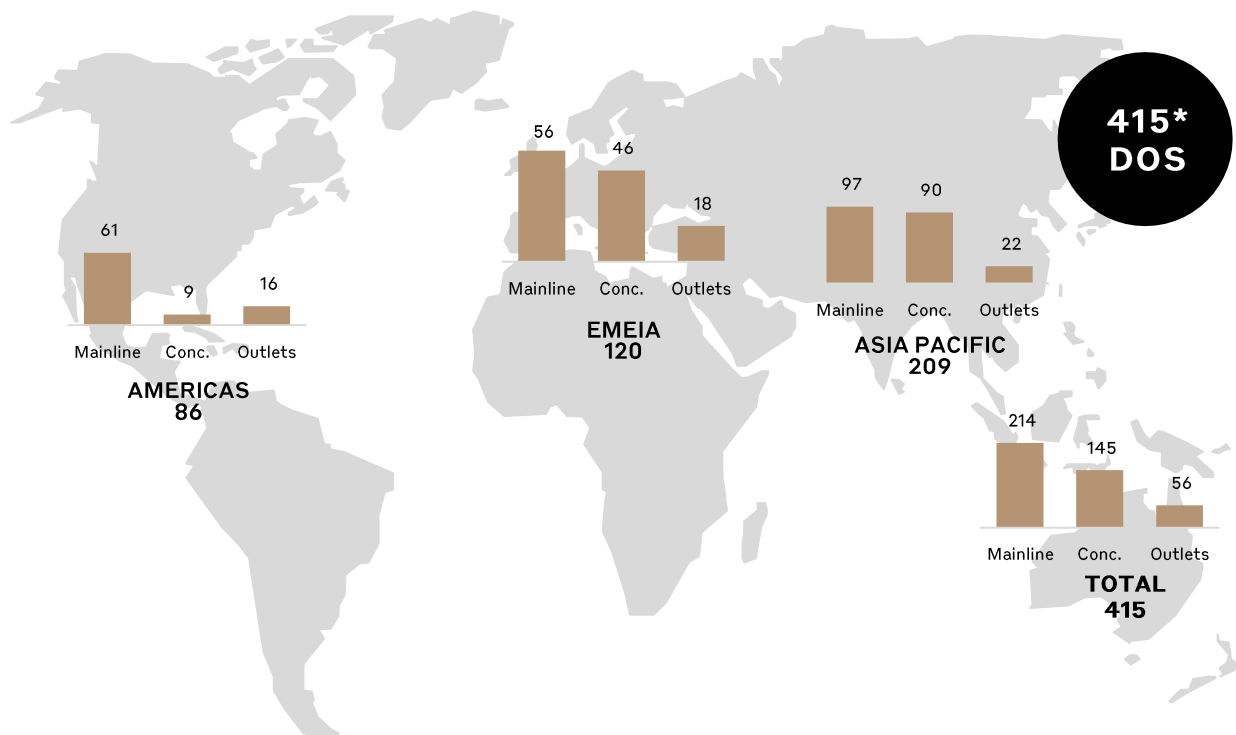 415*
DOS
61
9
16
Mainline
Conc.
Outlets
AMERICAS
86
56
46
18
Mainline
Conc.
Outlets
EMEIA
120
97
90
22
Mainline
Conc.
Outlets
ASIA PACIFIC
209
214
145
56
Mainline
Conc.
Outlets
TOTAL
415